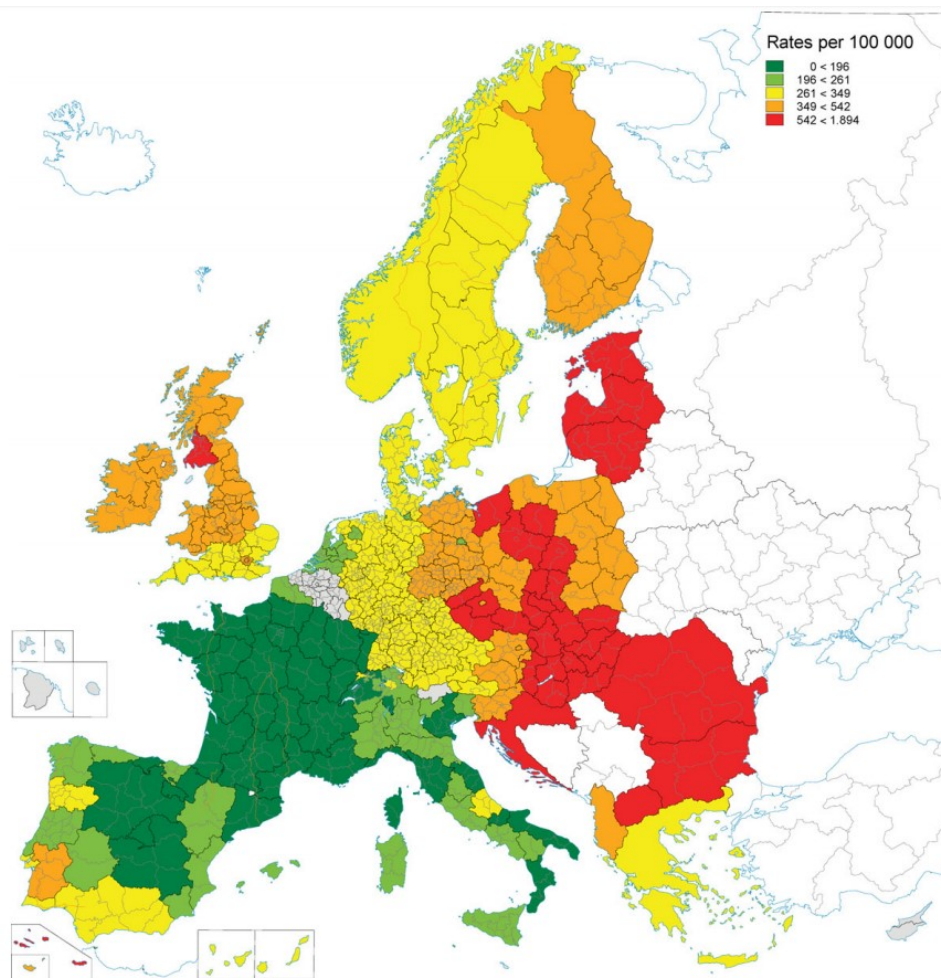 Rates per 100 000
0 < 196
196 < 261
261 < 349
349 < 542
542 < 1.894